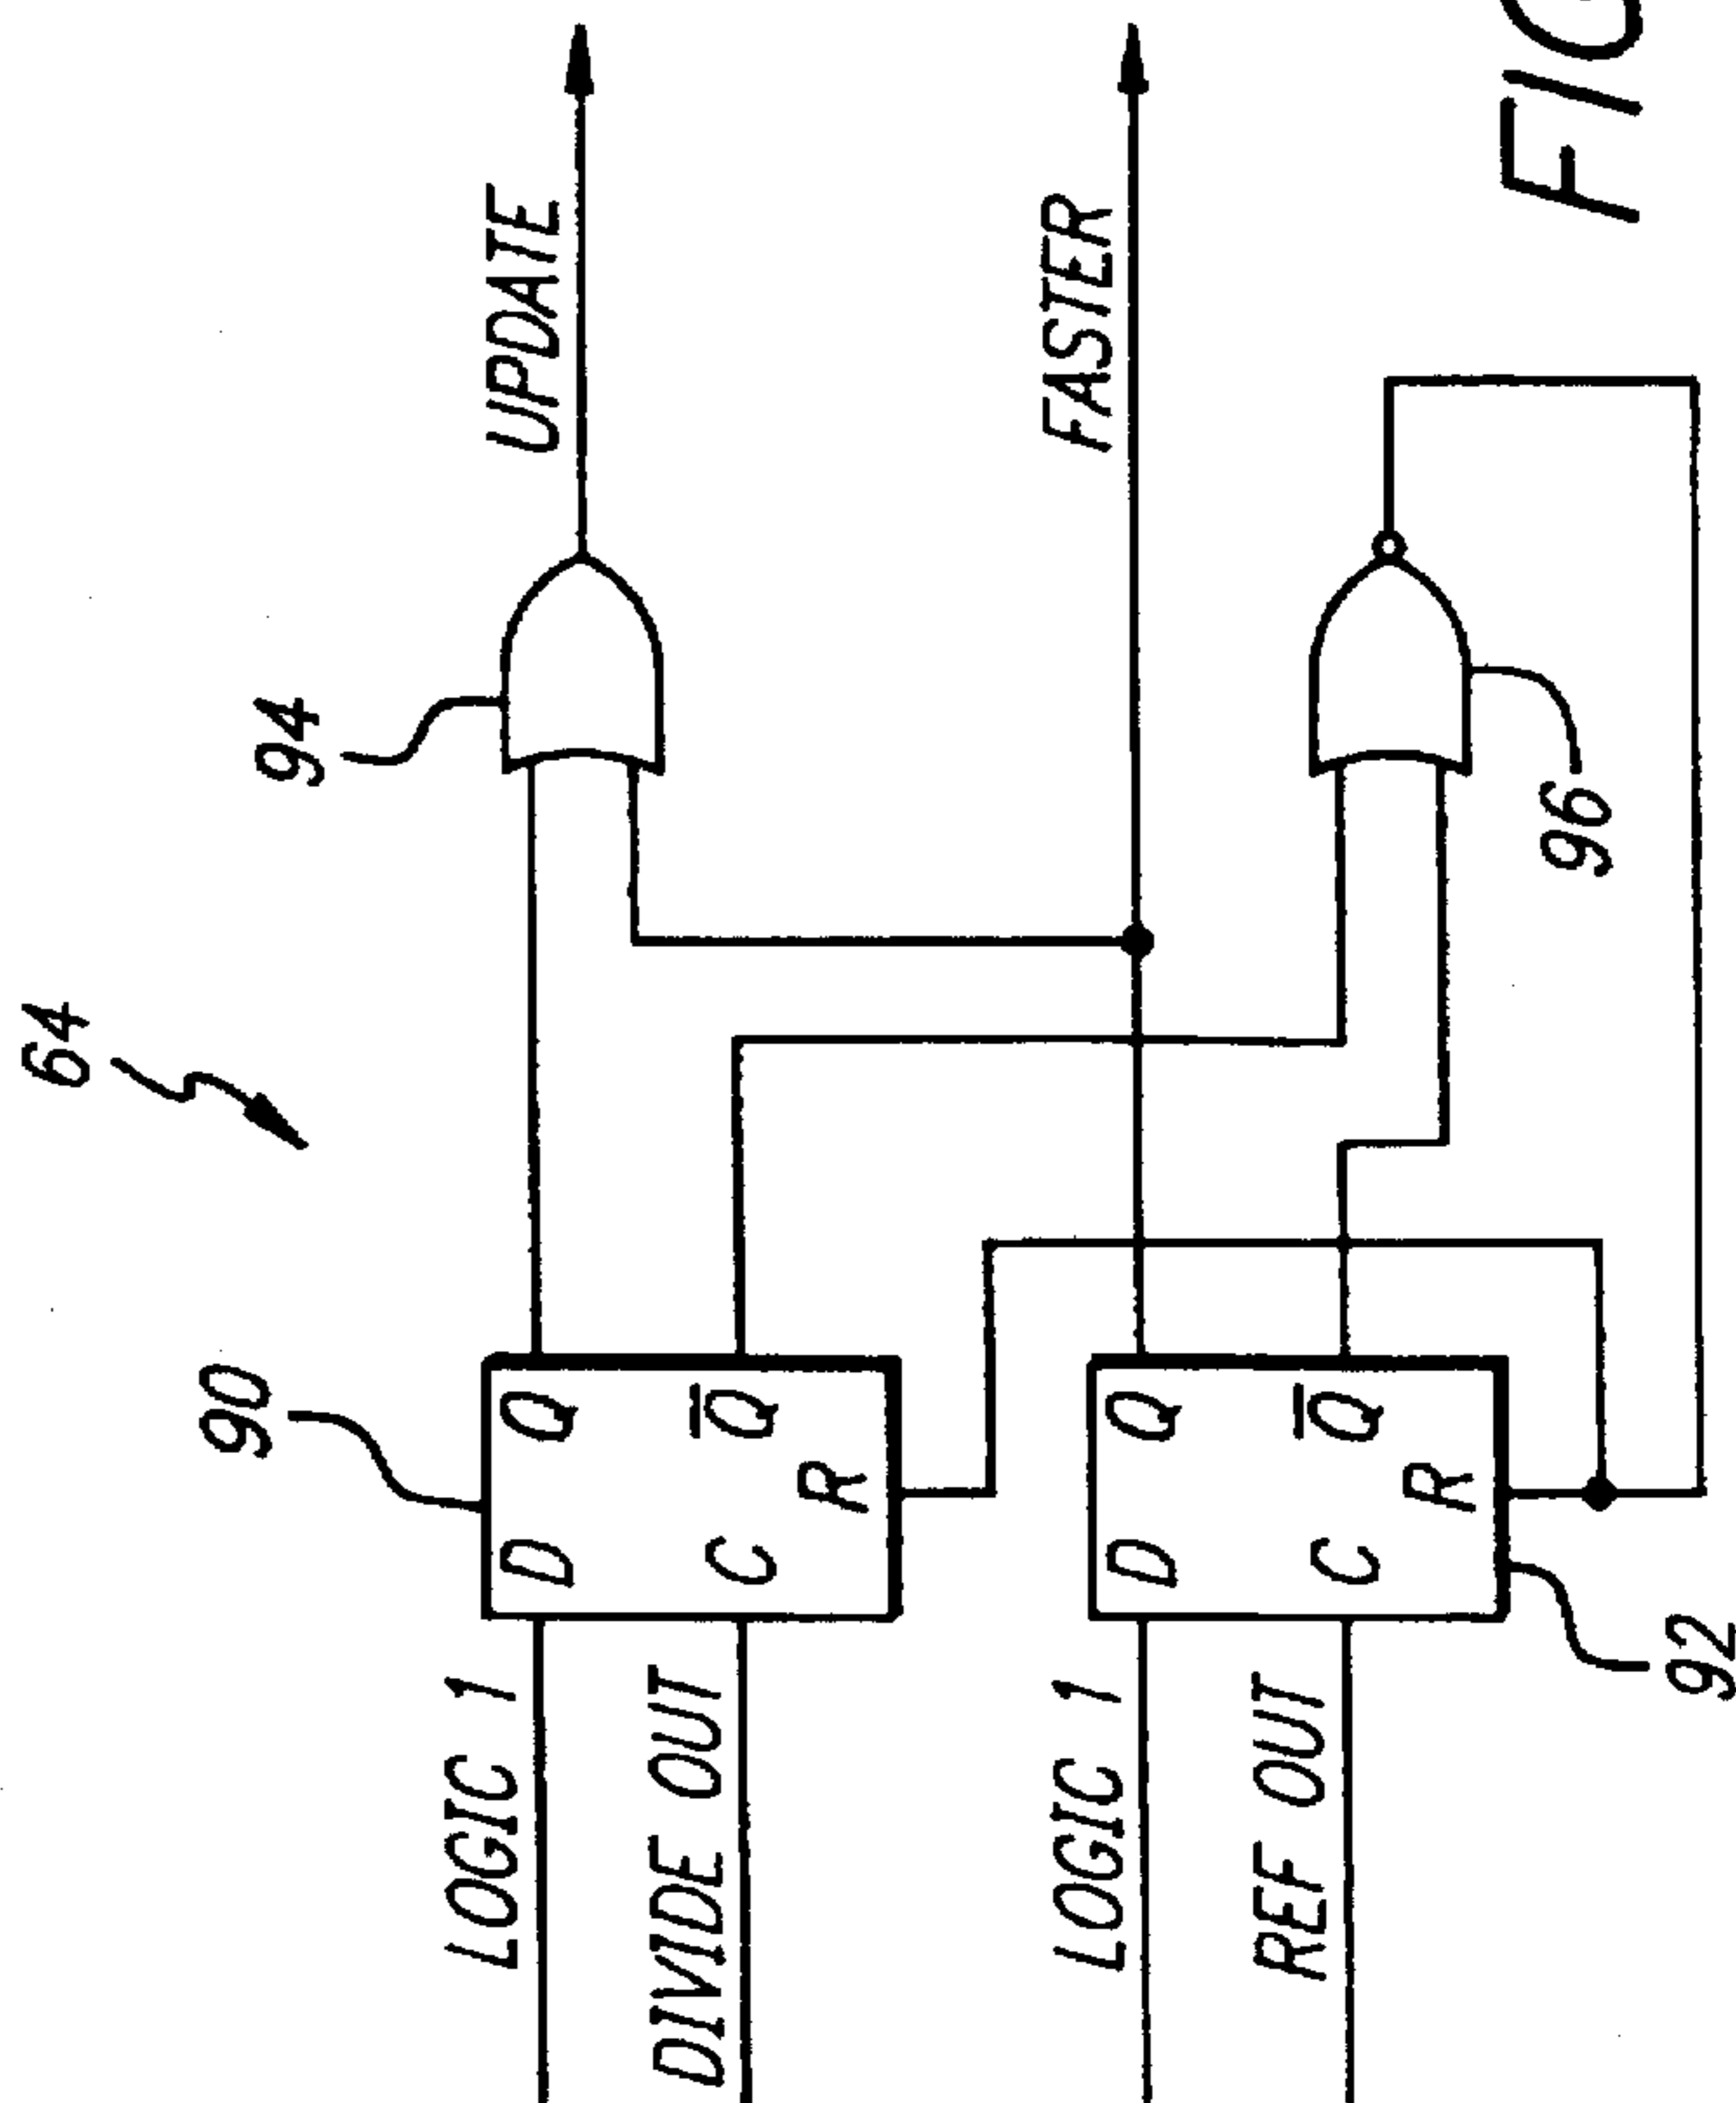 64
90
94
LOGIC 1
D
Q
UPDATE
DIVIDE OUT
C
Q̅
R
LOGIC 1
D
Q
FASTER
REF OUT
C
Q̅
R
96
92
FIG